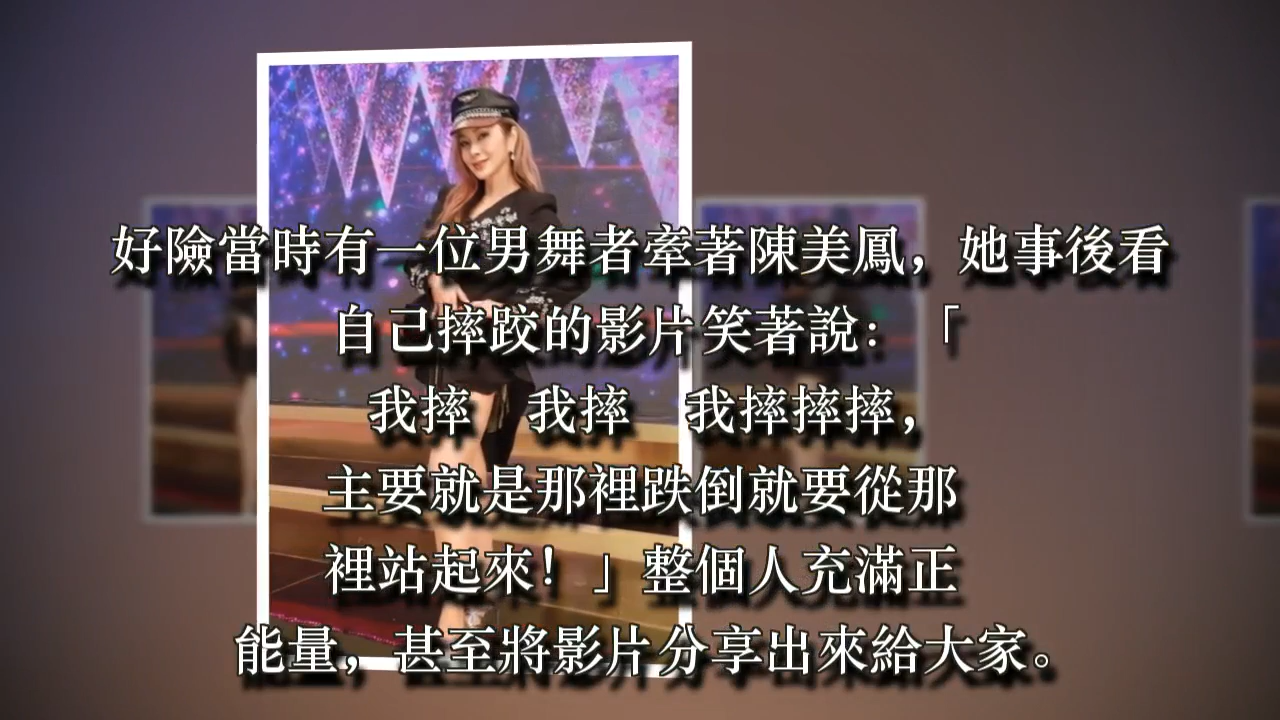 好險當時有一位男舞者牽著陳美鳳，她事後看
自己摔跤的影片笑著說：「
我摔　我摔　我摔摔摔，
主要就是那裡跌倒就要從那
裡站起來！」整個人充滿正
能量，甚至將影片分享出來給大家。